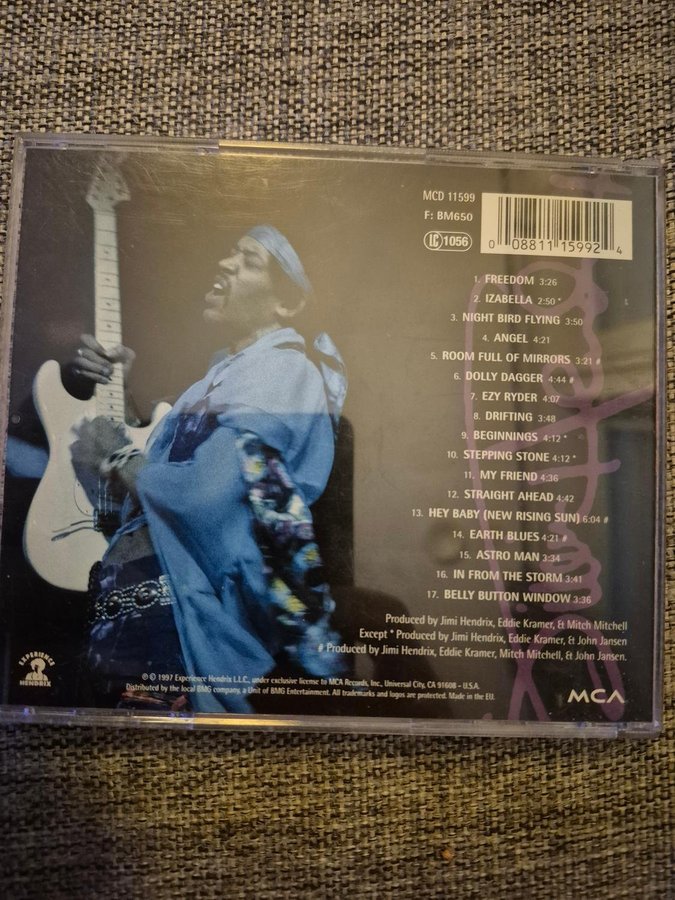 MCD 11599
F: BM650
LC 1056
0 08811 15992 4
1. FREEDOM 3:26
2. IZABELLA 2:50 *
3. NIGHT BIRD FLYING 3:50
4. ANGEL 4:21
5. ROOM FULL OF MIRRORS 3:21 #
6. DOLLY DAGGER 4:44 #
7. EZY RYDER 4:07
8. DRIFTING 3:48
9. BEGINNINGS 4:12 *
10. STEPPING STONE 4:12 *
11. MY FRIEND 4:36
12. STRAIGHT AHEAD 4:42
13. HEY BABY (NEW RISING SUN) 6:04 #
14. EARTH BLUES 4:21 #
15. ASTRO MAN 3:34
16. IN FROM THE STORM 3:41
17. BELLY BUTTON WINDOW 3:36
Produced by Jimi Hendrix, Eddie Kramer, & Mitch Mitchell
Except * Produced by Jimi Hendrix, Eddie Kramer, & John Jansen
# Produced by Jimi Hendrix, Eddie Kramer, Mitch Mitchell, & John Jansen.
EXPERIENCE
HENDRIX
℗ © 1997 Experience Hendrix L.L.C., under exclusive license to MCA Records, Inc., Universal City, CA 91608 - U.S.A.
Distributed by the local BMG company, a Unit of BMG Entertainment. All trademarks and logos are protected. Made in the EU.
MCA